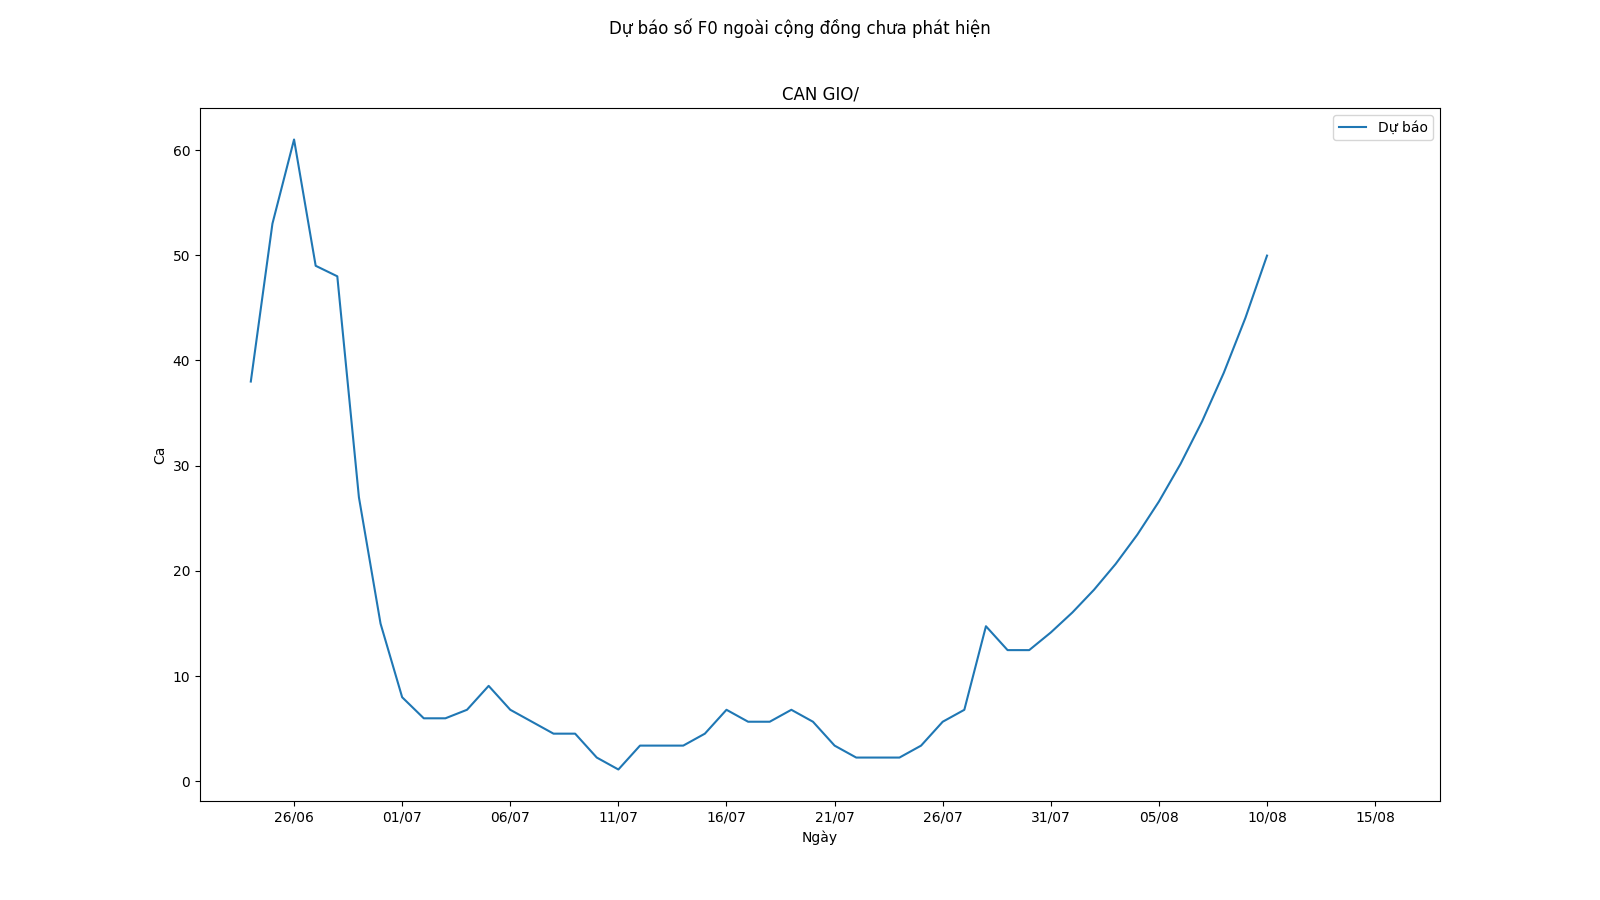 Dự báo số F0 ngoài cộng đồng chưa phát hiện
CAN GIO/
Dự báo
60
50
40
30
20
10
0
Ca
26/06 01/07 06/07 11/07 16/07 21/07 26/07 31/07 05/08 10/08 15/08
Ngày